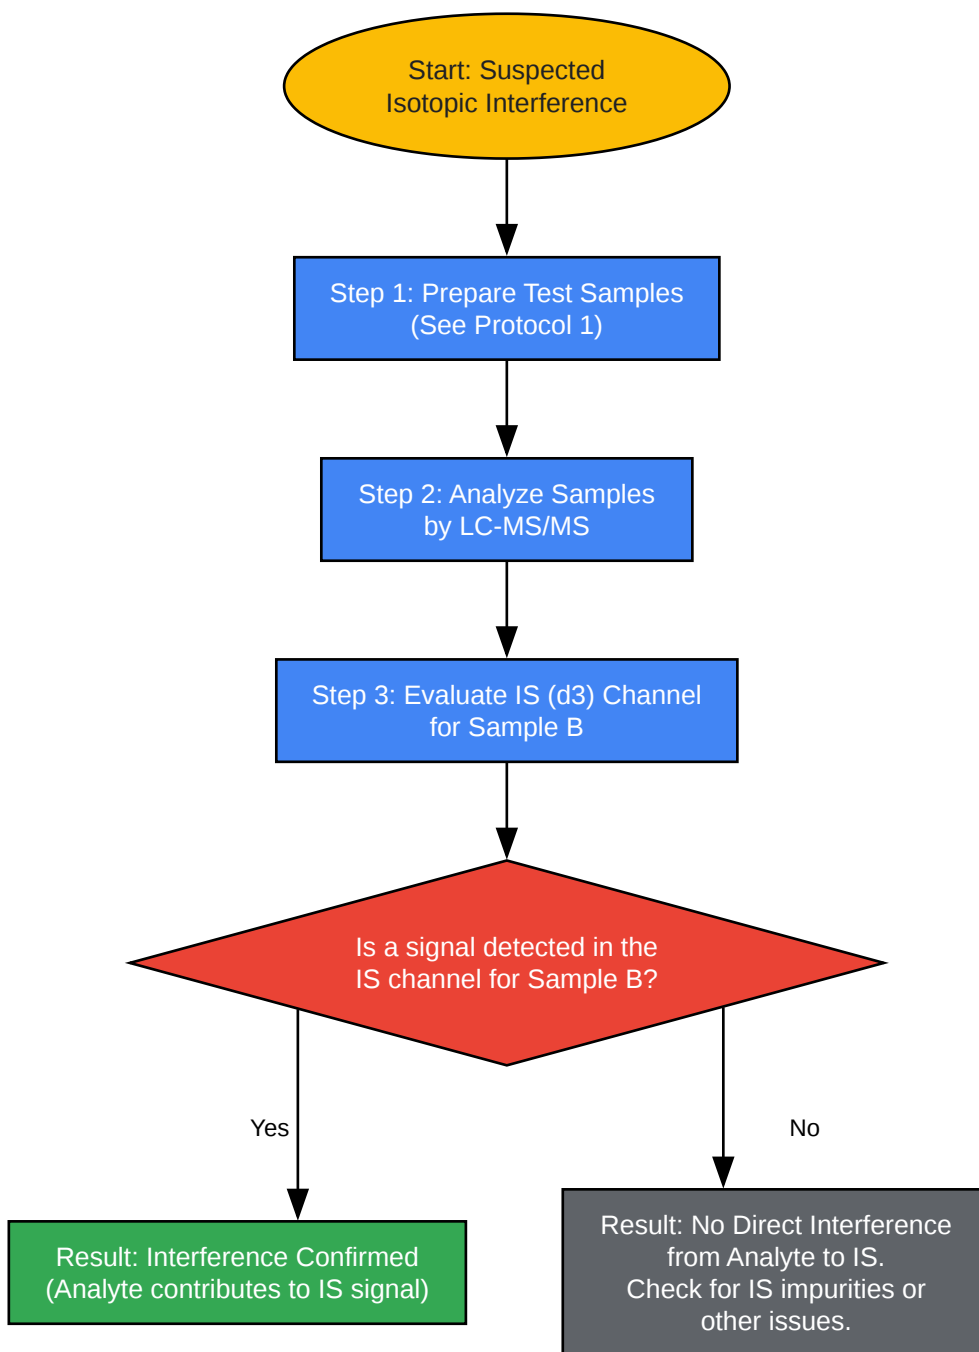 Start: Suspected
Isotopic Interference
Step 1: Prepare Test Samples
(See Protocol 1)
Step 2: Analyze Samples
by LC-MS/MS
Step 3: Evaluate IS (d3) Channel
for Sample B
Is a signal detected in the
IS channel for Sample B?
Yes
No
Result: Interference Confirmed
(Analyte contributes to IS signal)
Result: No Direct Interference
from Analyte to IS.
Check for IS impurities or
other issues.